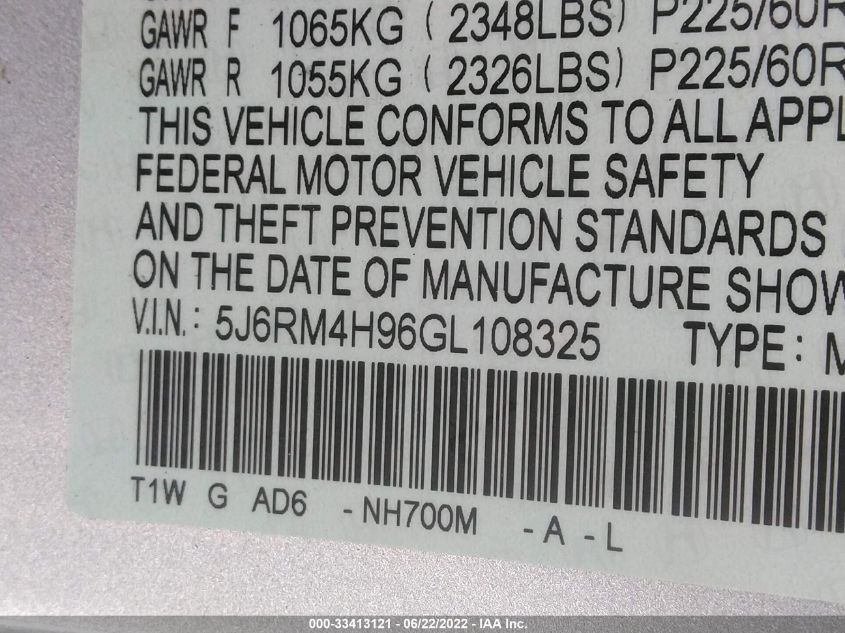 GAWR F 1065KG ( 2348LBS) P225/60R
GAWR R 1055KG ( 2326LBS) P225/60R
THIS VEHICLE CONFORMS TO ALL APPL
FEDERAL MOTOR VEHICLE SAFETY
AND THEFT PREVENTION STANDARDS
ON THE DATE OF MANUFACTURE SHOW
V.I.N.: 5J6RM4H96GL108325 TYPE: M
T1W G AD6 -NH700M -A-L
000-33413121 - 06/22/2022 - IAA Inc.